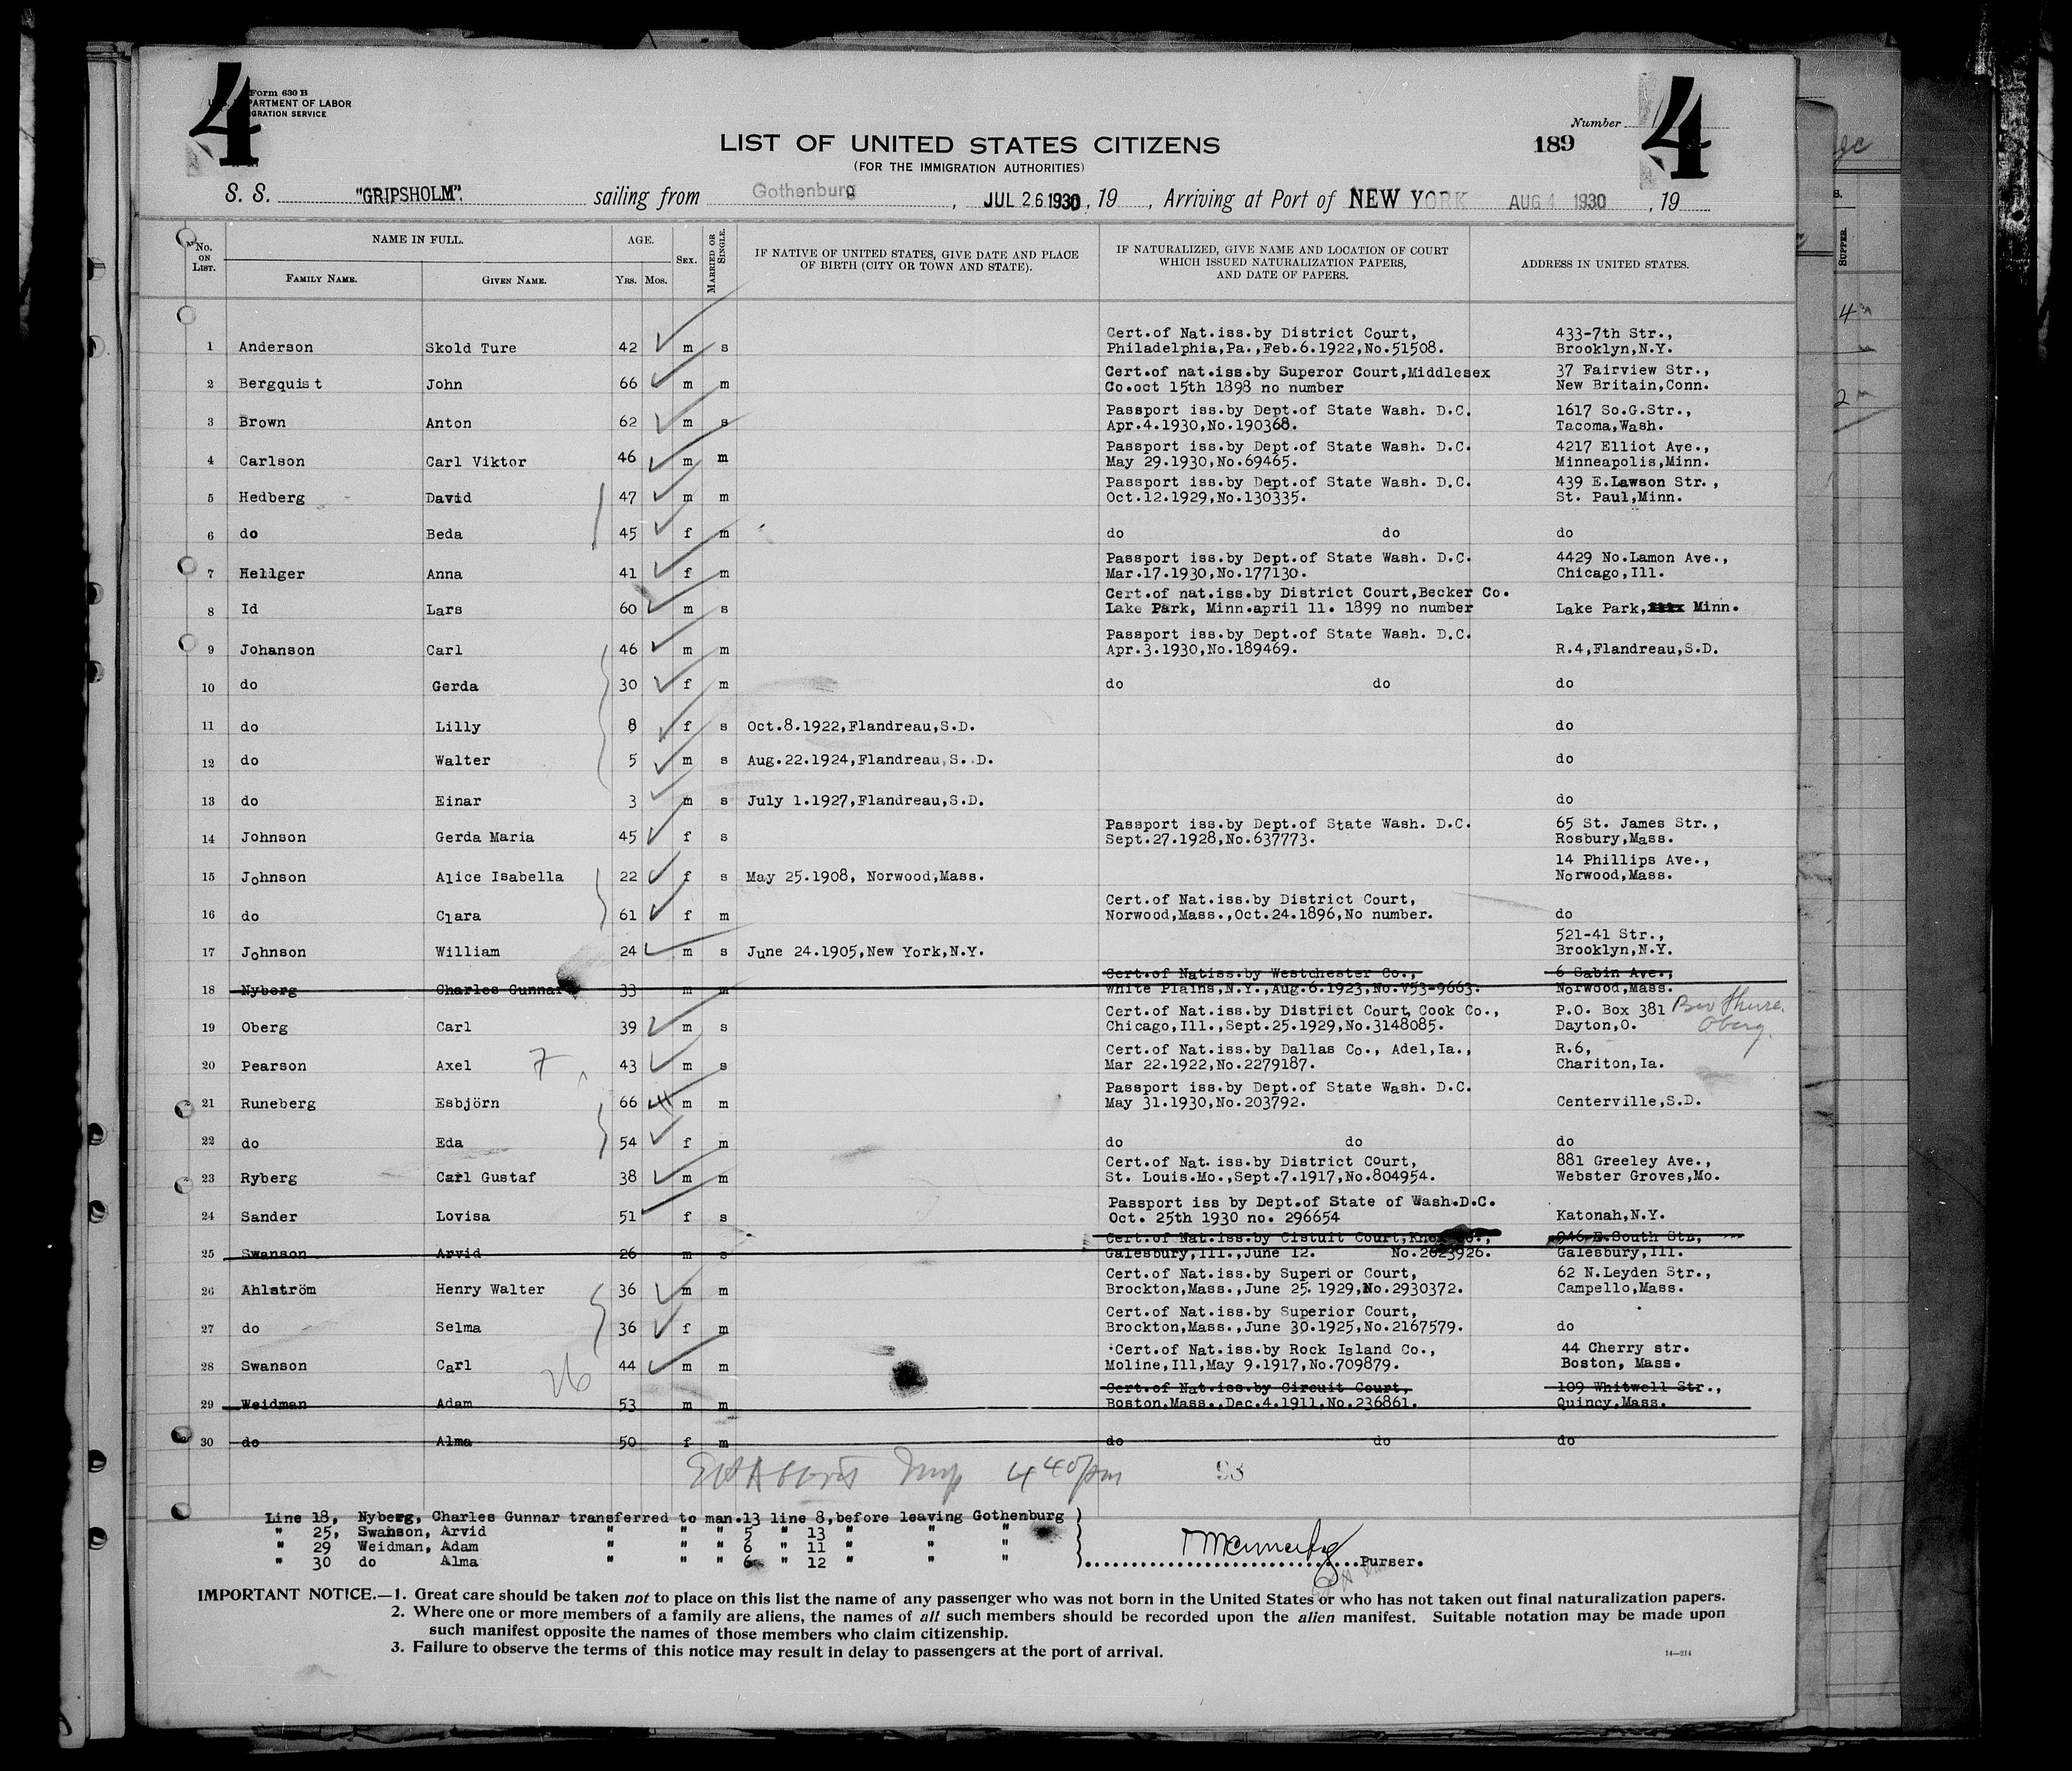 4
Form 630 B
U. S. DEPARTMENT OF LABOR
IGRATION SERVICE
LIST OF UNITED STATES CITIZENS
(FOR THE IMMIGRATION AUTHORITIES)
Number
189
4
S. S. "GRIPSHOLM". sailing from Gothenburg, JUL 26 1930, 19 , Arriving at Port of NEW YORK AUG 4 1930, 19
No. ON LIST. NAME IN FULL. FAMILY NAME. GIVEN NAME. AGE. YRS. MOS. SEX. MARRIED OR SINGLE. IF NATIVE OF UNITED STATES, GIVE DATE AND PLACE OF BIRTH (CITY OR TOWN AND STATE). IF NATURALIZED, GIVE NAME AND LOCATION OF COURT WHICH ISSUED NATURALIZATION PAPERS, AND DATE OF PAPERS. ADDRESS IN UNITED STATES.
Cert.of Nat.iss.by District Court, 433-7th Str.,
1 Anderson Skold Ture 42 m s Philadelphia,Pa.,Feb.6.1922,No.51508. Brooklyn,N.Y.
Cert.of nat.iss.by Superor Court,Middlesex 37 Fairview Str.,
2 Bergquist John 66 m m Co.oct 15th 1898 no number New Britain,Conn.
Passport iss.by Dept.of State Wash. D.C. 1617 So.G.Str.,
3 Brown Anton 62 m s Apr.4.1930,No.190368. Tacoma,Wash.
Passport iss.by Dept.of State Wash. D.C. 4217 Elliot Ave.,
4 Carlson Carl Viktor 46 m m May 29.1930,No.69465. Minneapolis,Minn.
Passport iss.by Dept.of State Wash. D.C. 439 E.Lawson Str.,
5 Hedberg David 47 m m Oct.12.1929,No.130335. St. Paul,Minn.
6 do Beda 45 f m do do do
Passport iss.by Dept.of State Wash. D.C. 4429 No.Lamon Ave.,
7 Hellger Anna 41 f m Mar.17.1930,No.177130. Chicago,Ill.
Cert.of nat.iss.by District Court,Becker Co.
8 Id Lars 60 m s Lake Park, Minn.april 11. 1899 no number Lake Park, Minn.
Passport iss.by Dept.of State Wash. D.C.
9 Johanson Carl 46 m m Apr.3.1930,No.189469. R.4,Flandreau,S.D.
10 do Gerda 30 f m do do do
11 do Lilly 8 f s Oct.8.1922,Flandreau,S.D. do
12 do Walter 5 m s Aug.22.1924,Flandreau,S.D. do
13 do Einar 3 m s July 1.1927,Flandreau,S.D. do
Passport iss.by Dept.of State Wash. D.C. 65 St. James Str.,
14 Johnson Gerda Maria 45 f s Sept.27.1928,No.637773. Rosbury,Mass.
14 Phillips Ave.,
15 Johnson Alice Isabella 22 f s May 25.1908, Norwood,Mass. Norwood,Mass.
Cert.of Nat.iss.by District Court,
16 do Clara 61 f m Norwood,Mass.,Oct.24.1896,No number. do
521-41 Str.,
17 Johnson William 24 m s June 24.1905,New York,N.Y. Brooklyn,N.Y.
Cert.of Natiss.by Westchester Co., 6 Sabin Ave.,
18 Nyberg Charles Gunnar 33 m m White Plains,N.Y.,Aug.6.1923,No.V53-9663. Norwood,Mass.
Cert.of Nat.iss.by District Court, Cook Co., P.O. Box 381 Bro Thure
19 Oberg Carl 39 m s Chicago,Ill.,Sept.25.1929,No.3148085. Dayton,O. Oberg.
Cert.of Nat.iss.by Dallas Co., Adel,Ia., R.6,
20 Pearson Axel 7 43 m s Mar 22.1922,No.2279187. Chariton,Ia.
Passport iss.by Dept.of State Wash. D.C.
21 Runeberg Esbjörn 66 m m May 31.1930,No.203792. Centerville,S.D.
22 do Eda 54 f m do do do
Cert.of Nat. iss.by District Court, 881 Greeley Ave.,
23 Ryberg Carl Gustaf 38 m m St. Louis.Mo.,Sept.7.1917,No.804954. Webster Groves,Mo.
Passport iss by Dept.of State of Wash.D.C.
24 Sander Lovisa 51 f s Oct. 25th 1930 no. 296654 Katonah,N.Y.
Cert.of Nat.iss.by Cistuit Court,Knox Co., 946 E.South Str,
25 Swanson Arvid 26 m s Galesbury,Ill.,June 12. No.2623926. Galesbury,Ill.
Cert.of Nat.iss.by Superior Court, 62 N.Leyden Str.,
26 Ahlström Henry Walter 36 m m Brockton,Mass.,June 25.1929,No.2930372. Campello,Mass.
Cert.of Nat.iss.by Superior Court,
27 do Selma 36 f m Brockton,Mass.,June 30.1925,No.2167579. do
Cert.of Nat.iss.by Rock Island Co., 44 Cherry str.
28 Swanson Carl 26 44 m m Moline,Ill,May 9.1917,No.709879. Boston, Mass.
Cert.of Nat.iss.by Circuit Court, 109 Whitwell Str.,
29 Weidman Adam 53 m m Boston,Mass.,Dec.4.1911,No.236861. Quincy,Mass.
30 do Alma 50 f m do do do
Insp 4 40 pm 93
Line 18, Nyberg, Charles Gunnar transferred to man.13 line 8,before leaving Gothenburg
" 25, Swanson, Arvid " " " 5 " 13 " " "
" 29 Weidman, Adam " " " 6 " 11 " " "
" 30 do Alma " " " 6 " 12 " " "
Purser.
IMPORTANT NOTICE.—1. Great care should be taken not to place on this list the name of any passenger who was not born in the United States or who has not taken out final naturalization papers.
2. Where one or more members of a family are aliens, the names of all such members should be recorded upon the alien manifest. Suitable notation may be made upon
such manifest opposite the names of those members who claim citizenship.
3. Failure to observe the terms of this notice may result in delay to passengers at the port of arrival.
14—214